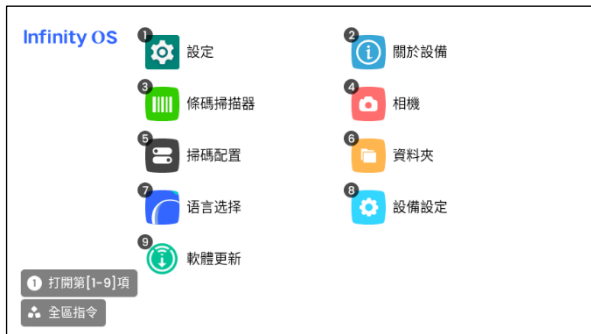 Infinity OS
1 設定
2 關於設備
3 條碼掃描器
4 相機
5 掃碼配置
6 資料夾
7 语言选择
8 設備設定
9 軟體更新
1 打開第[1-9]項
全區指令